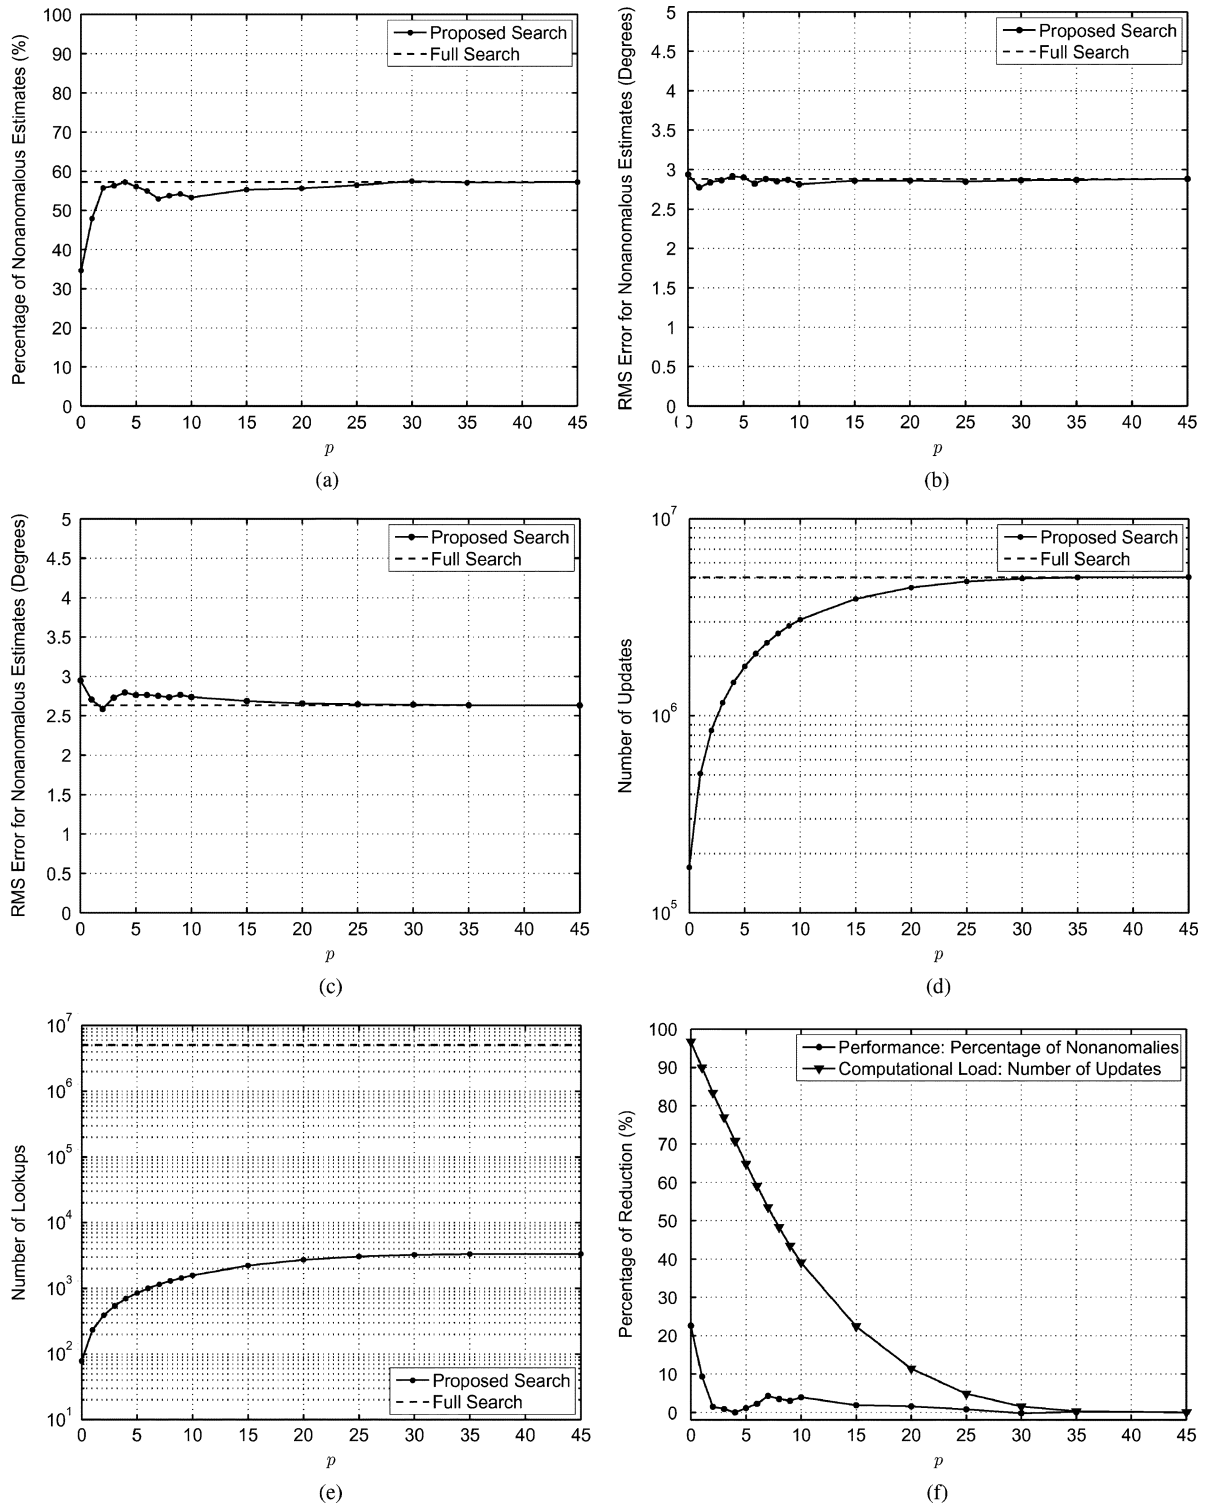 100
90
80
70
60
50
40
30
20
10
0
Percentage of Nonanomalous Estimates (%)
Proposed Search
Full Search
0 5 10 15 20 25 30 35 40 45
p
(a)
5
4.5
4
3.5
3
2.5
2
1.5
1
0.5
0
RMS Error for Nonanomalous Estimates (Degrees)
Proposed Search
Full Search
5 10 15 20 25 30 35 40 45
p
(b)
5
4.5
4
3.5
3
2.5
2
1.5
1
0.5
0
RMS Error for Nonanomalous Estimates (Degrees)
Proposed Search
Full Search
0 5 10 15 20 25 30 35 40 45
p
(c)
10^7
10^6
10^5
Number of Updates
Proposed Search
Full Search
0 5 10 15 20 25 30 35 40 45
p
(d)
10^7
10^6
10^5
10^4
10^3
10^2
10^1
Number of Lookups
Proposed Search
Full Search
0 5 10 15 20 25 30 35 40 45
p
(e)
100
90
80
70
60
50
40
30
20
10
0
Percentage of Reduction (%)
Performance: Percentage of Nonanomalies
Computational Load: Number of Updates
0 5 10 15 20 25 30 35 40 45
p
(f)